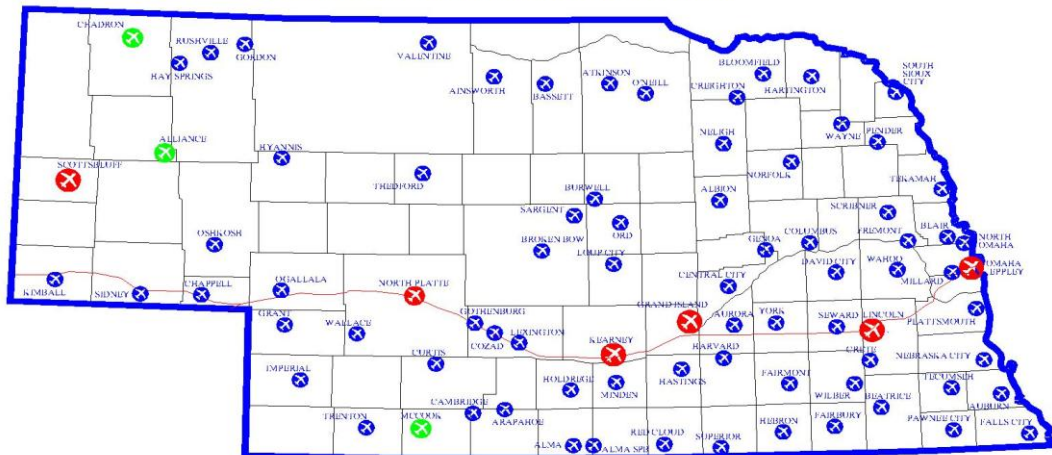 CHADRON
RUSHVILLE
GORDON
HAY SPRINGS
VALENTINE
AINSWORTH
BASSETT
ATKINSON
O'NEILL
BLOOMFIELD
CREIGHTON
HARTINGTON
SOUTH
SIOUX
CITY
WAYNE
PENDER
NELIGH
NORFOLK
ALLIANCE
SCOTTSBLUFF
HYANNIS
THEDFORD
BURWELL
SARGENT
ORD
ALBION
TEKAMAH
SCRIBNER
OSHKOSH
BROKEN BOW
LOUP CITY
GENOA
COLUMBUS
FREMONT
BLAIR
NORTH
OMAHA
OMAHA
EPPLEY
MILLARD
WAHOO
DAVID CITY
CENTRAL CITY
KIMBALL
SIDNEY
CHAPPELL
OGALLALA
NORTH PLATTE
GRAND ISLAND
GRANT
WALLACE
GOTHENBURG
COZAD
LEXINGTON
KEARNEY
AURORA
YORK
SEWARD
LINCOLN
PLATTSMOUTH
IMPERIAL
CURTIS
HOLDREGE
MINDEN
HASTINGS
HARVARD
FAIRMONT
CRETE
WILBER
BEATRICE
NEBRASKA CITY
TECUMSEH
AUBURN
TRENTON
MCCOOK
CAMBRIDGE
ARAPAHOE
ALMA
ALMA SPB
RED CLOUD
SUPERIOR
HEBRON
FAIRBURY
PAWNEE CITY
FALLS CITY